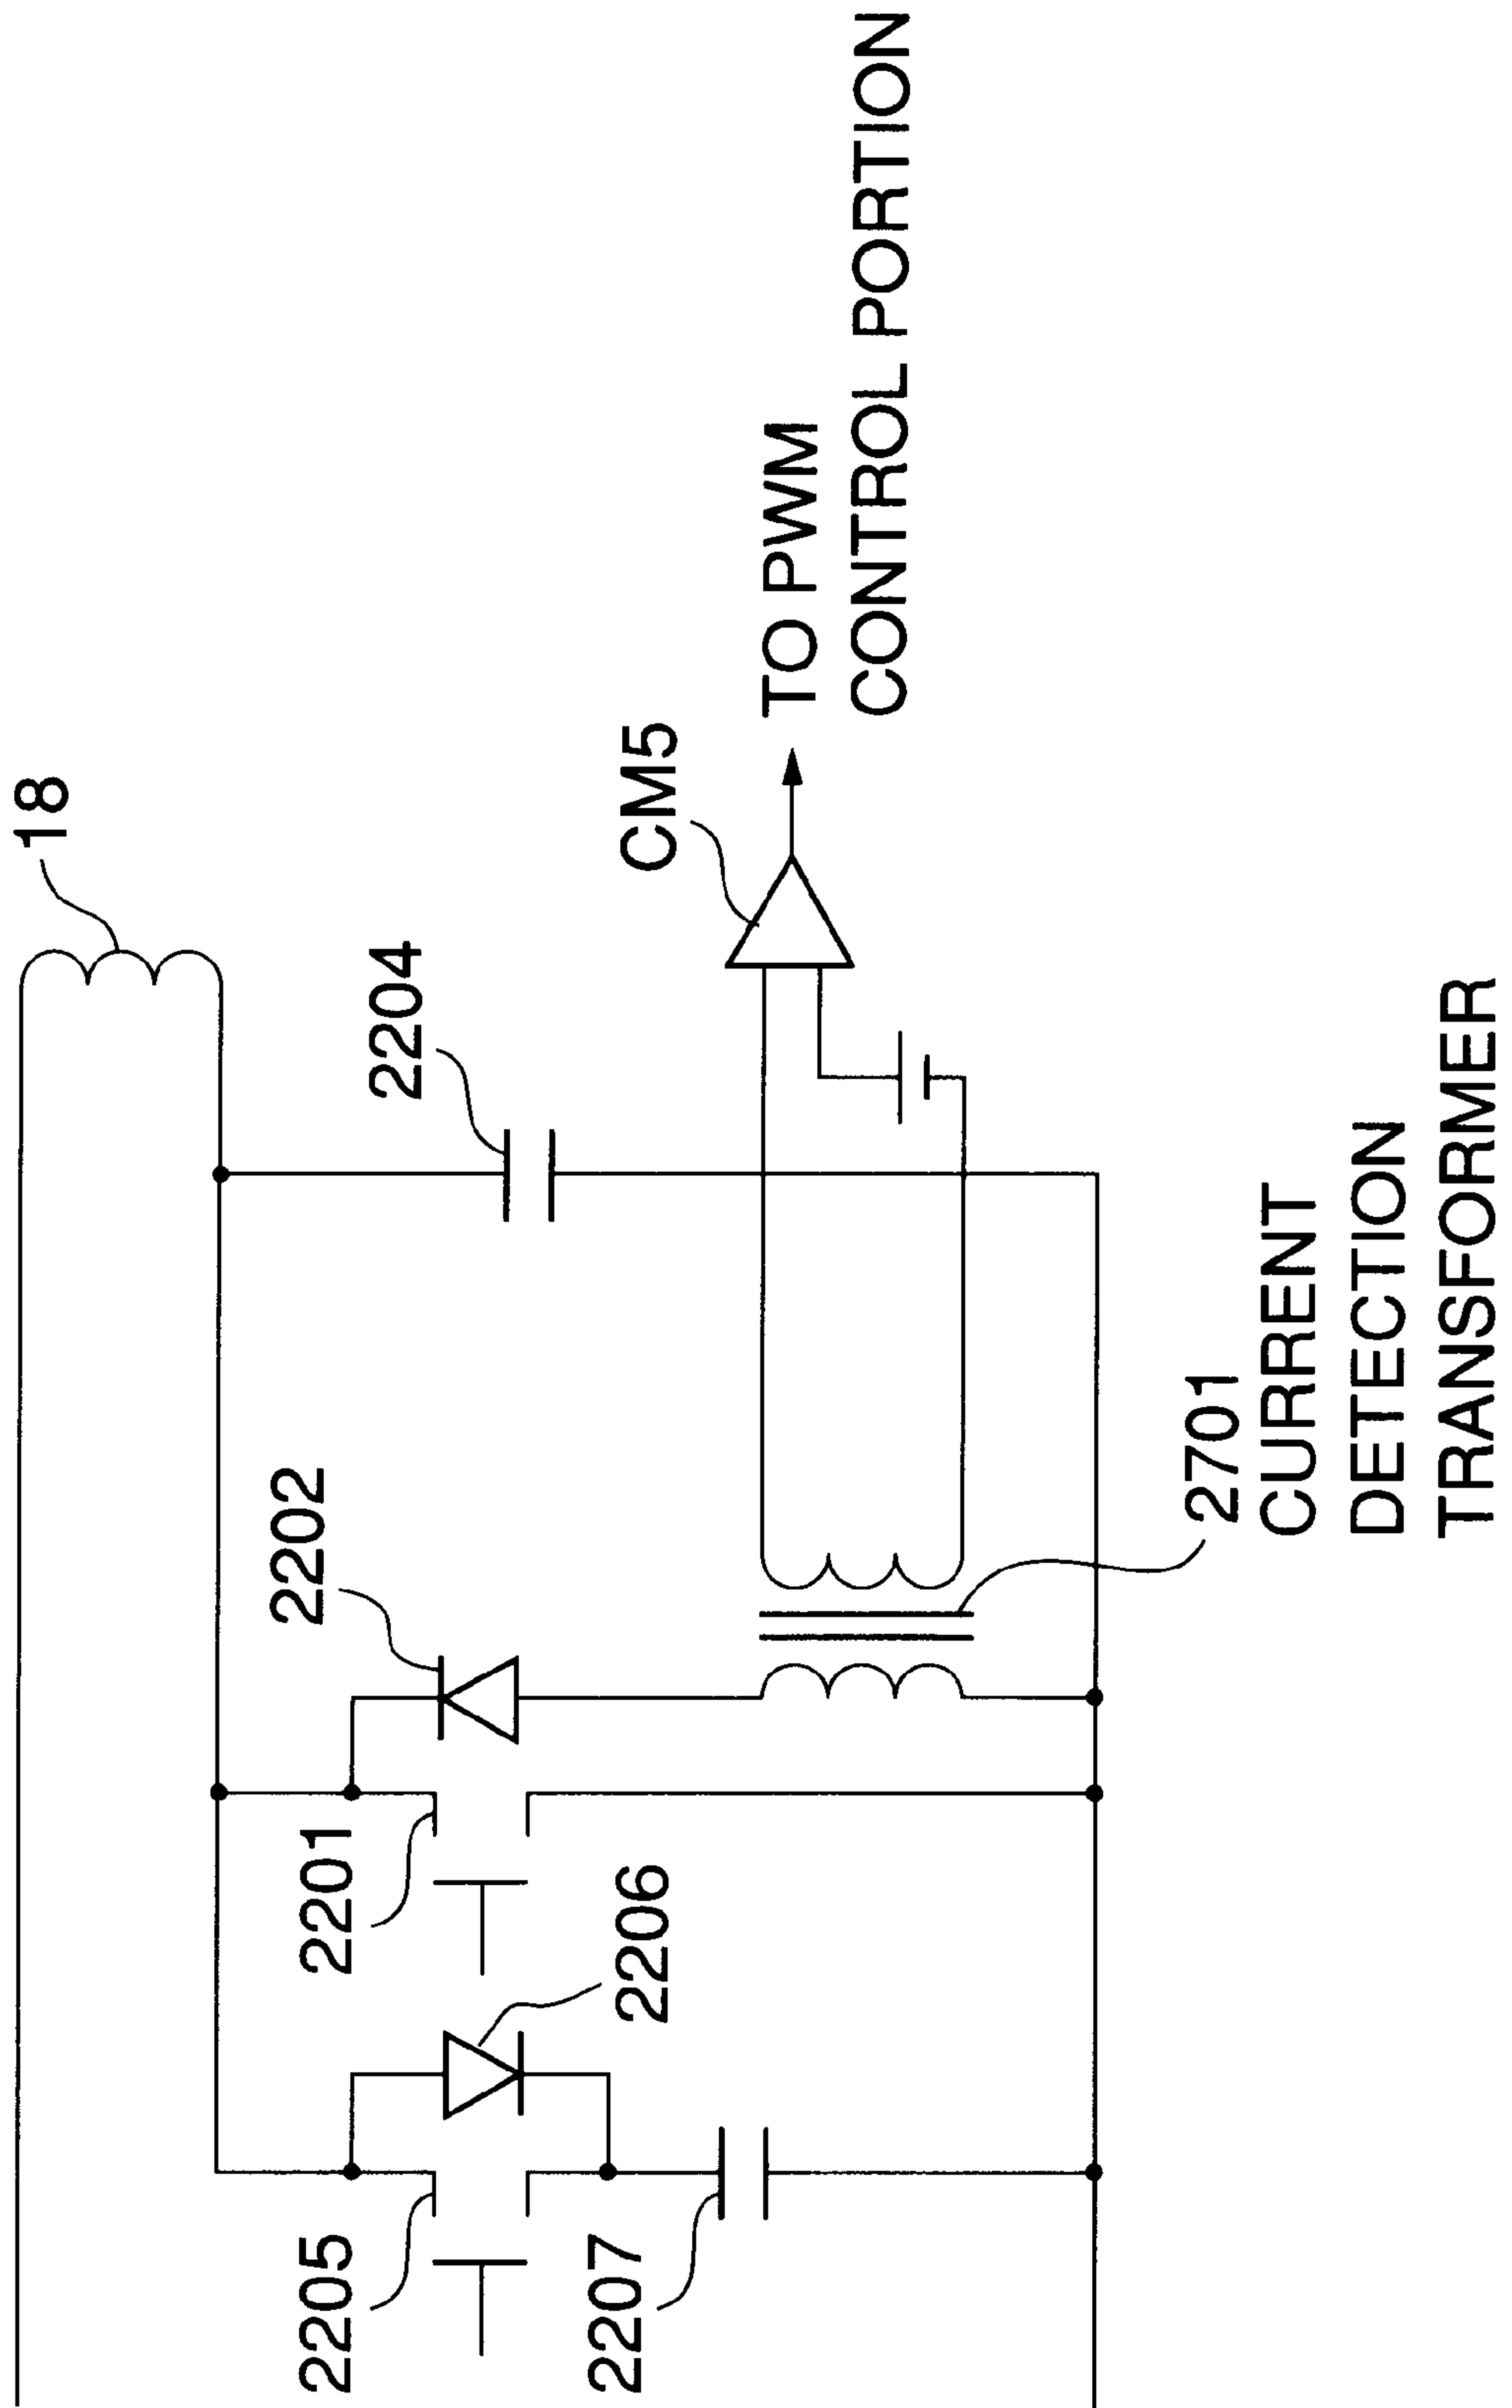 18
2204
CM5
TO PWM
CONTROL PORTION
2202
2201
2206
2205
2207
2701
CURRENT
DETECTION
TRANSFORMER